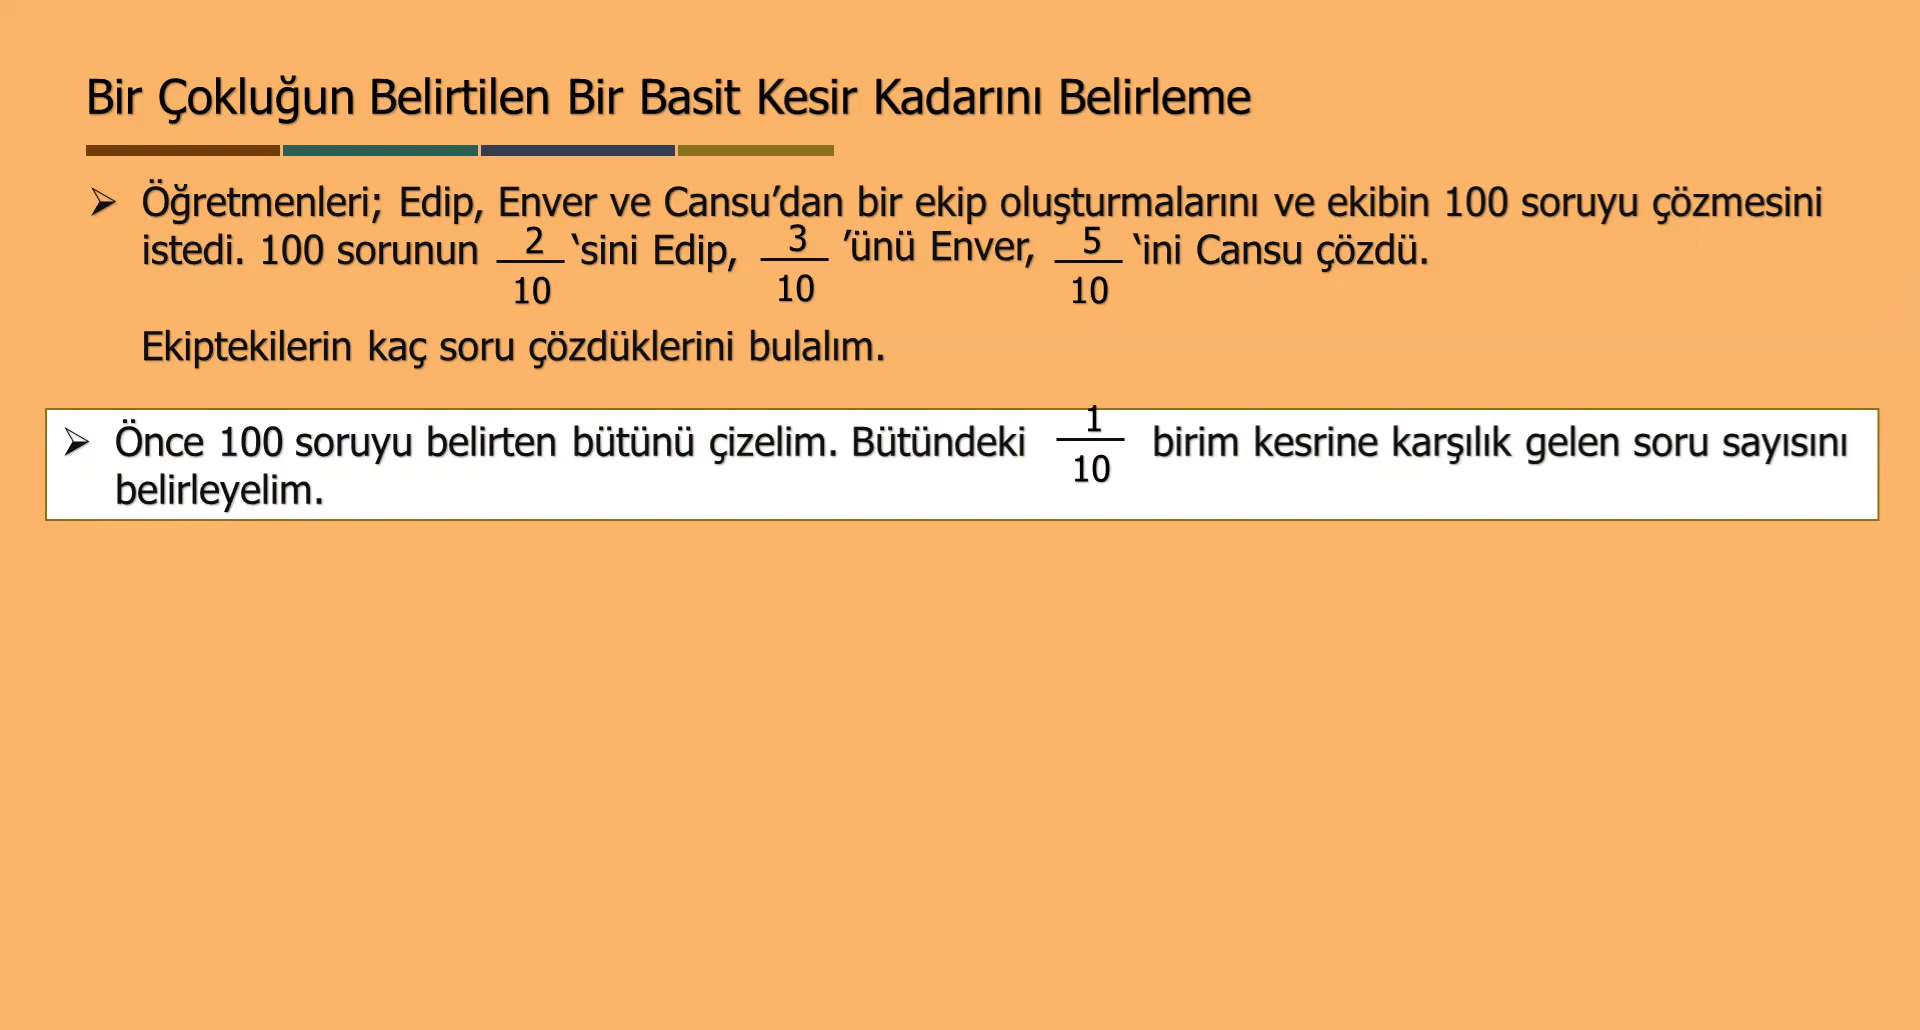 Bir Çokluğun Belirtilen Bir Basit Kesir Kadarını Belirleme
➢ Öğretmenleri; Edip, Enver ve Cansu’dan bir ekip oluşturmalarını ve ekibin 100 soruyu çözmesini
istedi. 100 sorunun 2/10 ‘sini Edip, 3/10 ’ünü Enver, 5/10 ‘ini Cansu çözdü.
Ekiptekilerin kaç soru çözdüklerini bulalım.
➢ Önce 100 soruyu belirten bütünü çizelim. Bütündeki 1/10 birim kesrine karşılık gelen soru sayısını
belirleyelim.